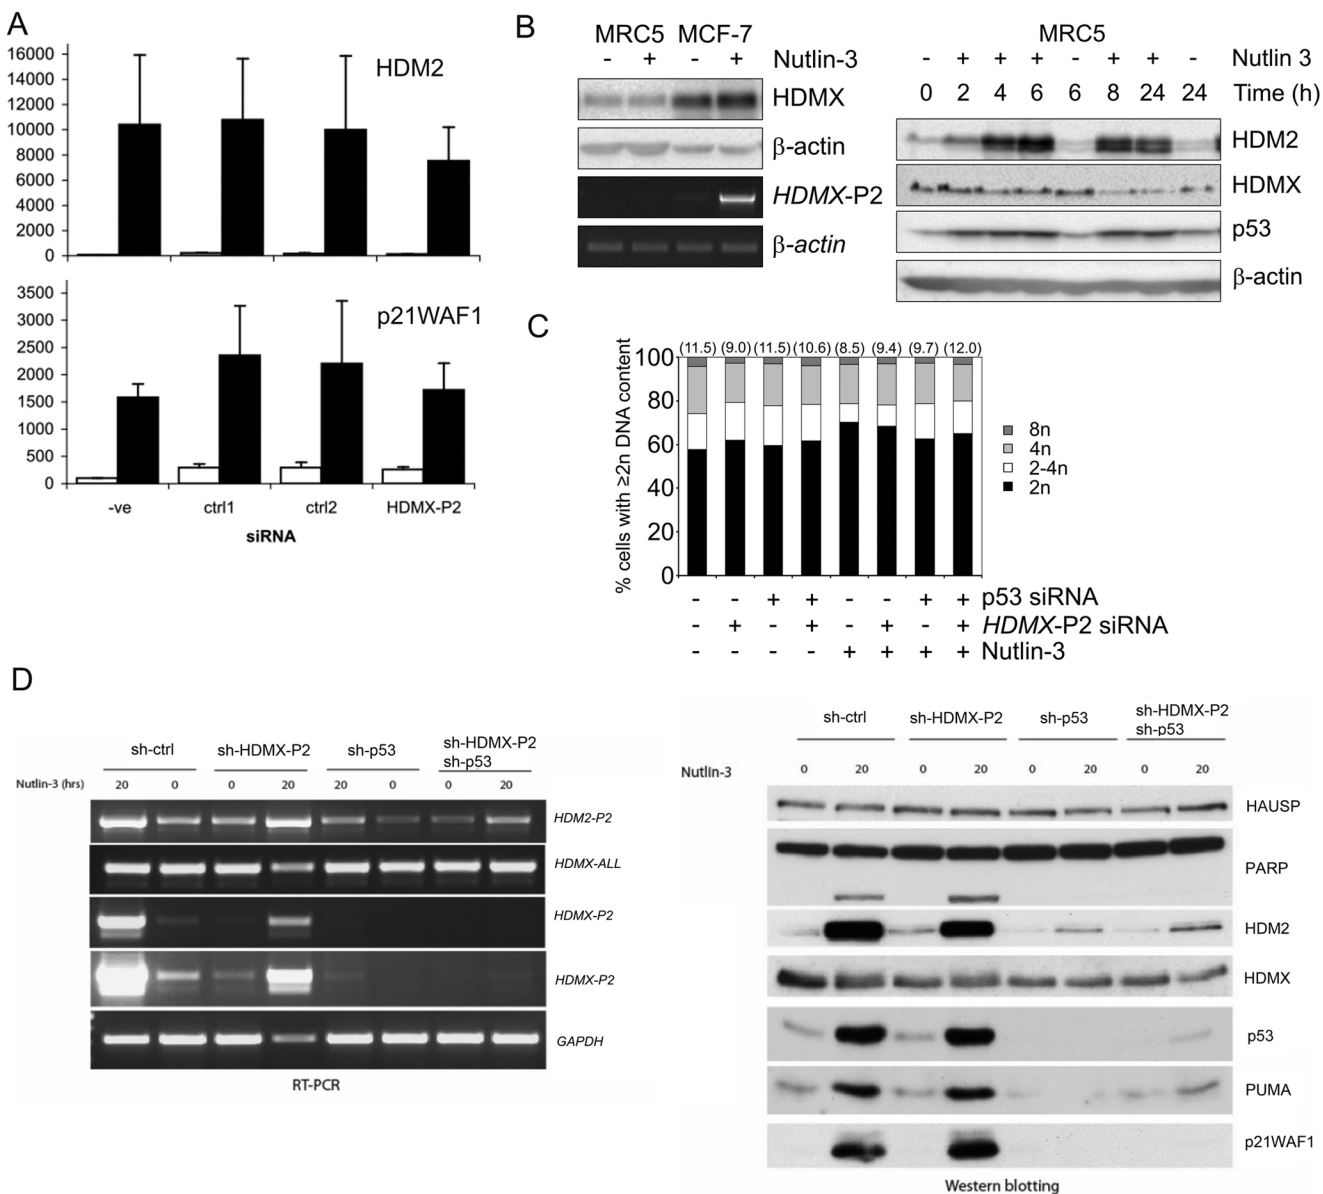 A
16000
14000
12000
10000
8000
6000
4000
2000
0
HDM2
3500
3000
2500
2000
1500
1000
500
0
p21WAF1
-ve ctrl1 ctrl2 HDMX-P2
siRNA
B
MRC5 MCF-7
- + - + Nutlin-3
HDMX
β-actin
HDMX-P2
β-actin
MRC5
- + + + - + + - Nutlin 3
0 2 4 6 6 8 24 24 Time (h)
HDM2
HDMX
p53
β-actin
C
% cells with ≥2n DNA content
(11.5) (9.0) (11.5) (10.6) (8.5) (9.4) (9.7) (12.0)
100
80
60
40
20
0
8n
4n
2-4n
2n
- - + + - - + + p53 siRNA
- + - + - + - + HDMX-P2 siRNA
- - - - + + + + Nutlin-3
D
sh-ctrl sh-HDMX-P2 sh-p53 sh-HDMX-P2
sh-p53
Nutlin-3 (hrs) 20 0 0 20 20 0 0 20
HDM2-P2
HDMX-ALL
HDMX-P2
HDMX-P2
GAPDH
RT-PCR
sh-ctrl sh-HDMX-P2 sh-p53 sh-HDMX-P2
sh-p53
Nutlin-3 0 20 0 20 0 20 0 20
HAUSP
PARP
HDM2
HDMX
p53
PUMA
p21WAF1
Western blotting